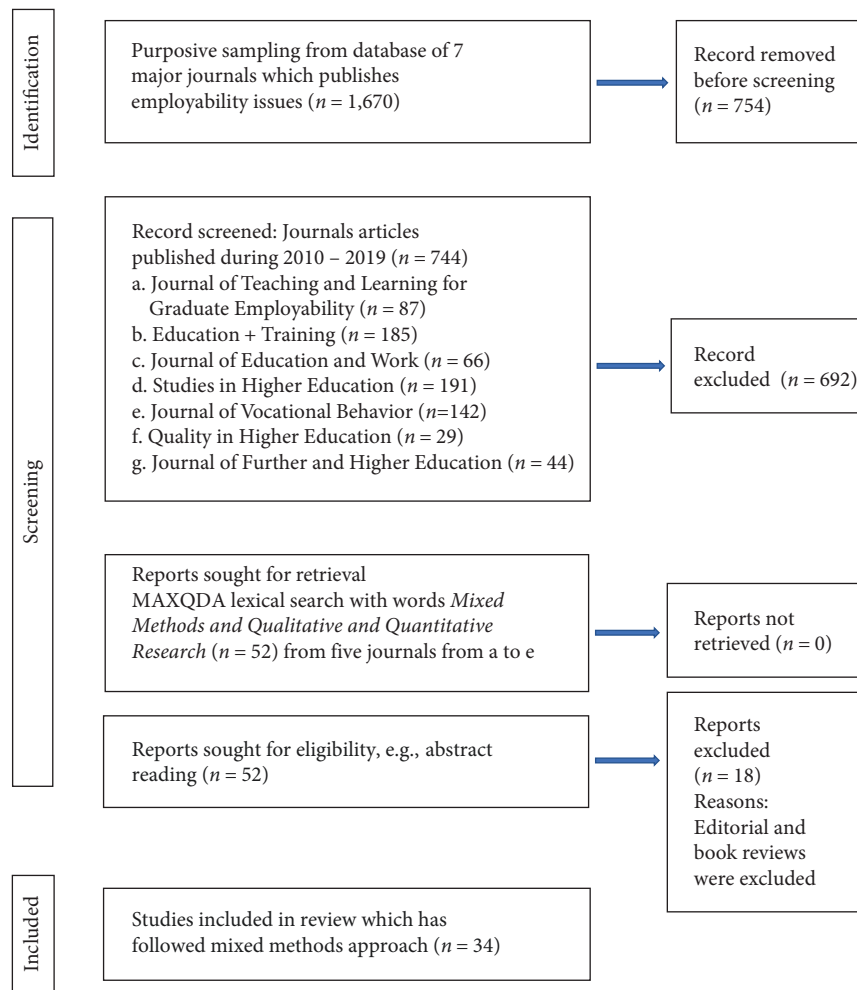 Identification
Purposive sampling from database of 7
major journals which publishes
employability issues (n = 1,670)
Record removed
before screening
(n = 754)
Screening
Record screened: Journals articles
published during 2010 – 2019 (n = 744)
a. Journal of Teaching and Learning for
Graduate Employability (n = 87)
b. Education + Training (n = 185)
c. Journal of Education and Work (n = 66)
d. Studies in Higher Education (n = 191)
e. Journal of Vocational Behavior (n=142)
f. Quality in Higher Education (n = 29)
g. Journal of Further and Higher Education (n = 44)
Record
excluded (n = 692)
Reports sought for retrieval
MAXQDA lexical search with words Mixed
Methods and Qualitative and Quantitative
Research (n = 52) from five journals from a to e
Reports not
retrieved (n = 0)
Reports sought for eligibility, e.g., abstract
reading (n = 52)
Reports
excluded
(n = 18)
Reasons:
Editorial and
book reviews
were excluded
Included
Studies included in review which has
followed mixed methods approach (n = 34)